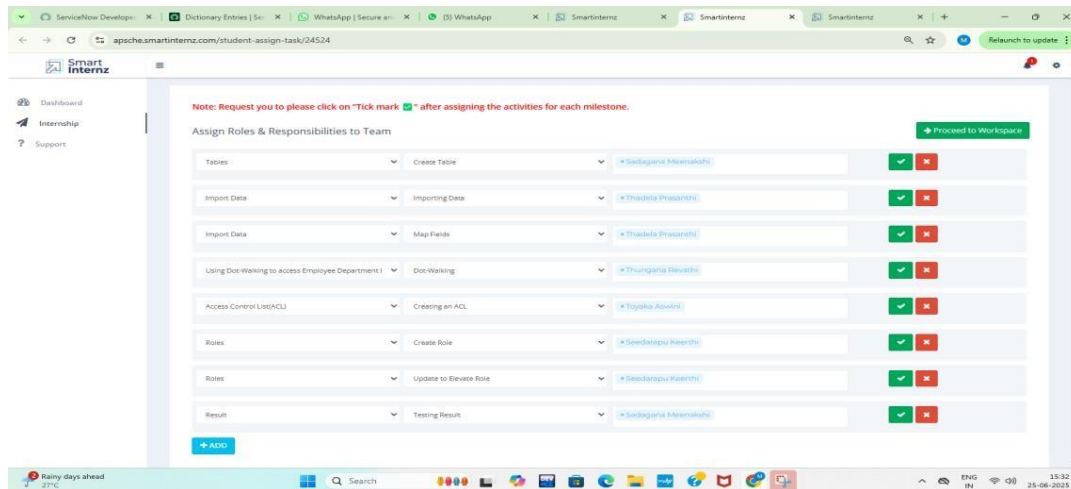 ServiceNow Develope
Dictionary Entries | Ser
WhatsApp | Secure an
(5) WhatsApp
Smartinternz
Smartinternz
Smartinternz
apsche.smartinternz.com/student-assign-task/24524
M
Relaunch to update
Smart
Internz
Dashboard
Internship
Support
Note: Request you to please click on "Tick mark ✅" after assigning the activities for each milestone.
Assign Roles & Responsibilities to Team
Proceed to Workspace
Tables Create Table × Sadagana Meenakshi
Import Data Importing Data × Thadela Prasanthi
Import Data Map Fields × Thadela Prasanthi
Using Dot-Walking to access Employee Department Dot-Walking × Thungana Revathi
Access Control List(ACL) Creating an ACL × Toyaka Aswini
Roles Create Role × Seedarapu Keerthi
Roles Update to Elevate Role × Seedarapu Keerthi
Result Testing Result × Sadagana Meenakshi
+ ADD
2
Rainy days ahead
27°C
Search
ENG
IN
15:32
25-06-2025